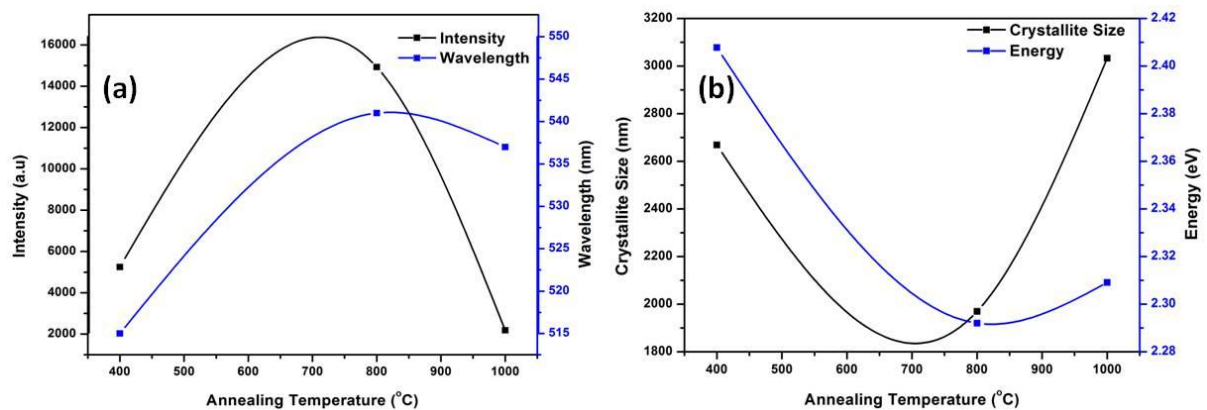 (a)
Intensity
Wavelength
Intensity (a.u)
16000
14000
12000
10000
8000
6000
4000
2000
Wavelength (nm)
550
545
540
535
530
525
520
515
400 500 600 700 800 900 1000
Annealing Temperature (°C)
(b)
Crystallite Size
Energy
Crystallite Size (nm)
3200
3000
2800
2600
2400
2200
2000
1800
Energy (eV)
2.42
2.40
2.38
2.36
2.34
2.32
2.30
2.28
400 500 600 700 800 900 1000
Annealing Temperature (°C)